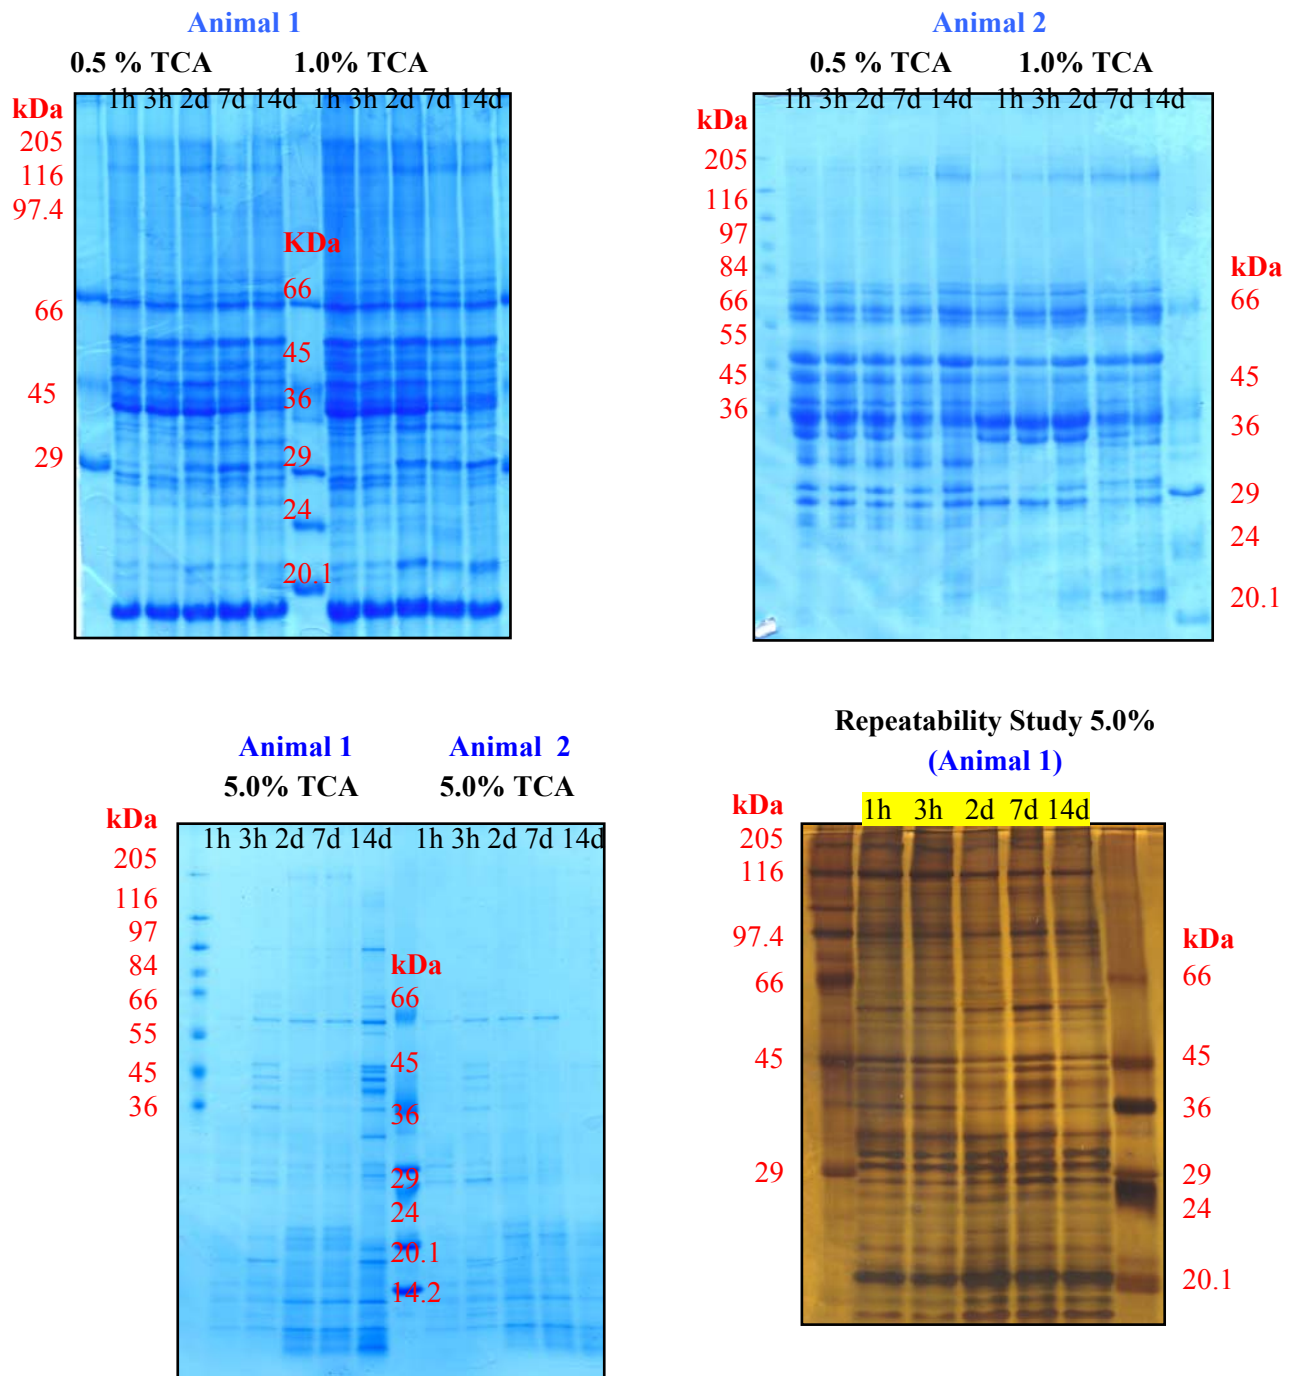 Animal 1
0.5 % TCA 1.0% TCA
1h 3h 2d 7d 14d 1h 3h 2d 7d 14d
kDa
205
116
97.4
66
45
29
KDa
66
45
36
29
24
20.1
Animal 2
0.5 % TCA 1.0% TCA
1h 3h 2d 7d 14d 1h 3h 2d 7d 14d
kDa
205
116
97
84
66
55
45
36
kDa
66
45
36
29
24
20.1
Animal 1 Animal 2
5.0% TCA 5.0% TCA
1h 3h 2d 7d 14d 1h 3h 2d 7d 14d
kDa
205
116
97
84
66
55
45
36
kDa
66
45
36
29
24
20.1
14.2
Repeatability Study 5.0%
(Animal 1)
1h 3h 2d 7d 14d
kDa
205
116
97.4
66
45
29
kDa
66
45
36
29
24
20.1